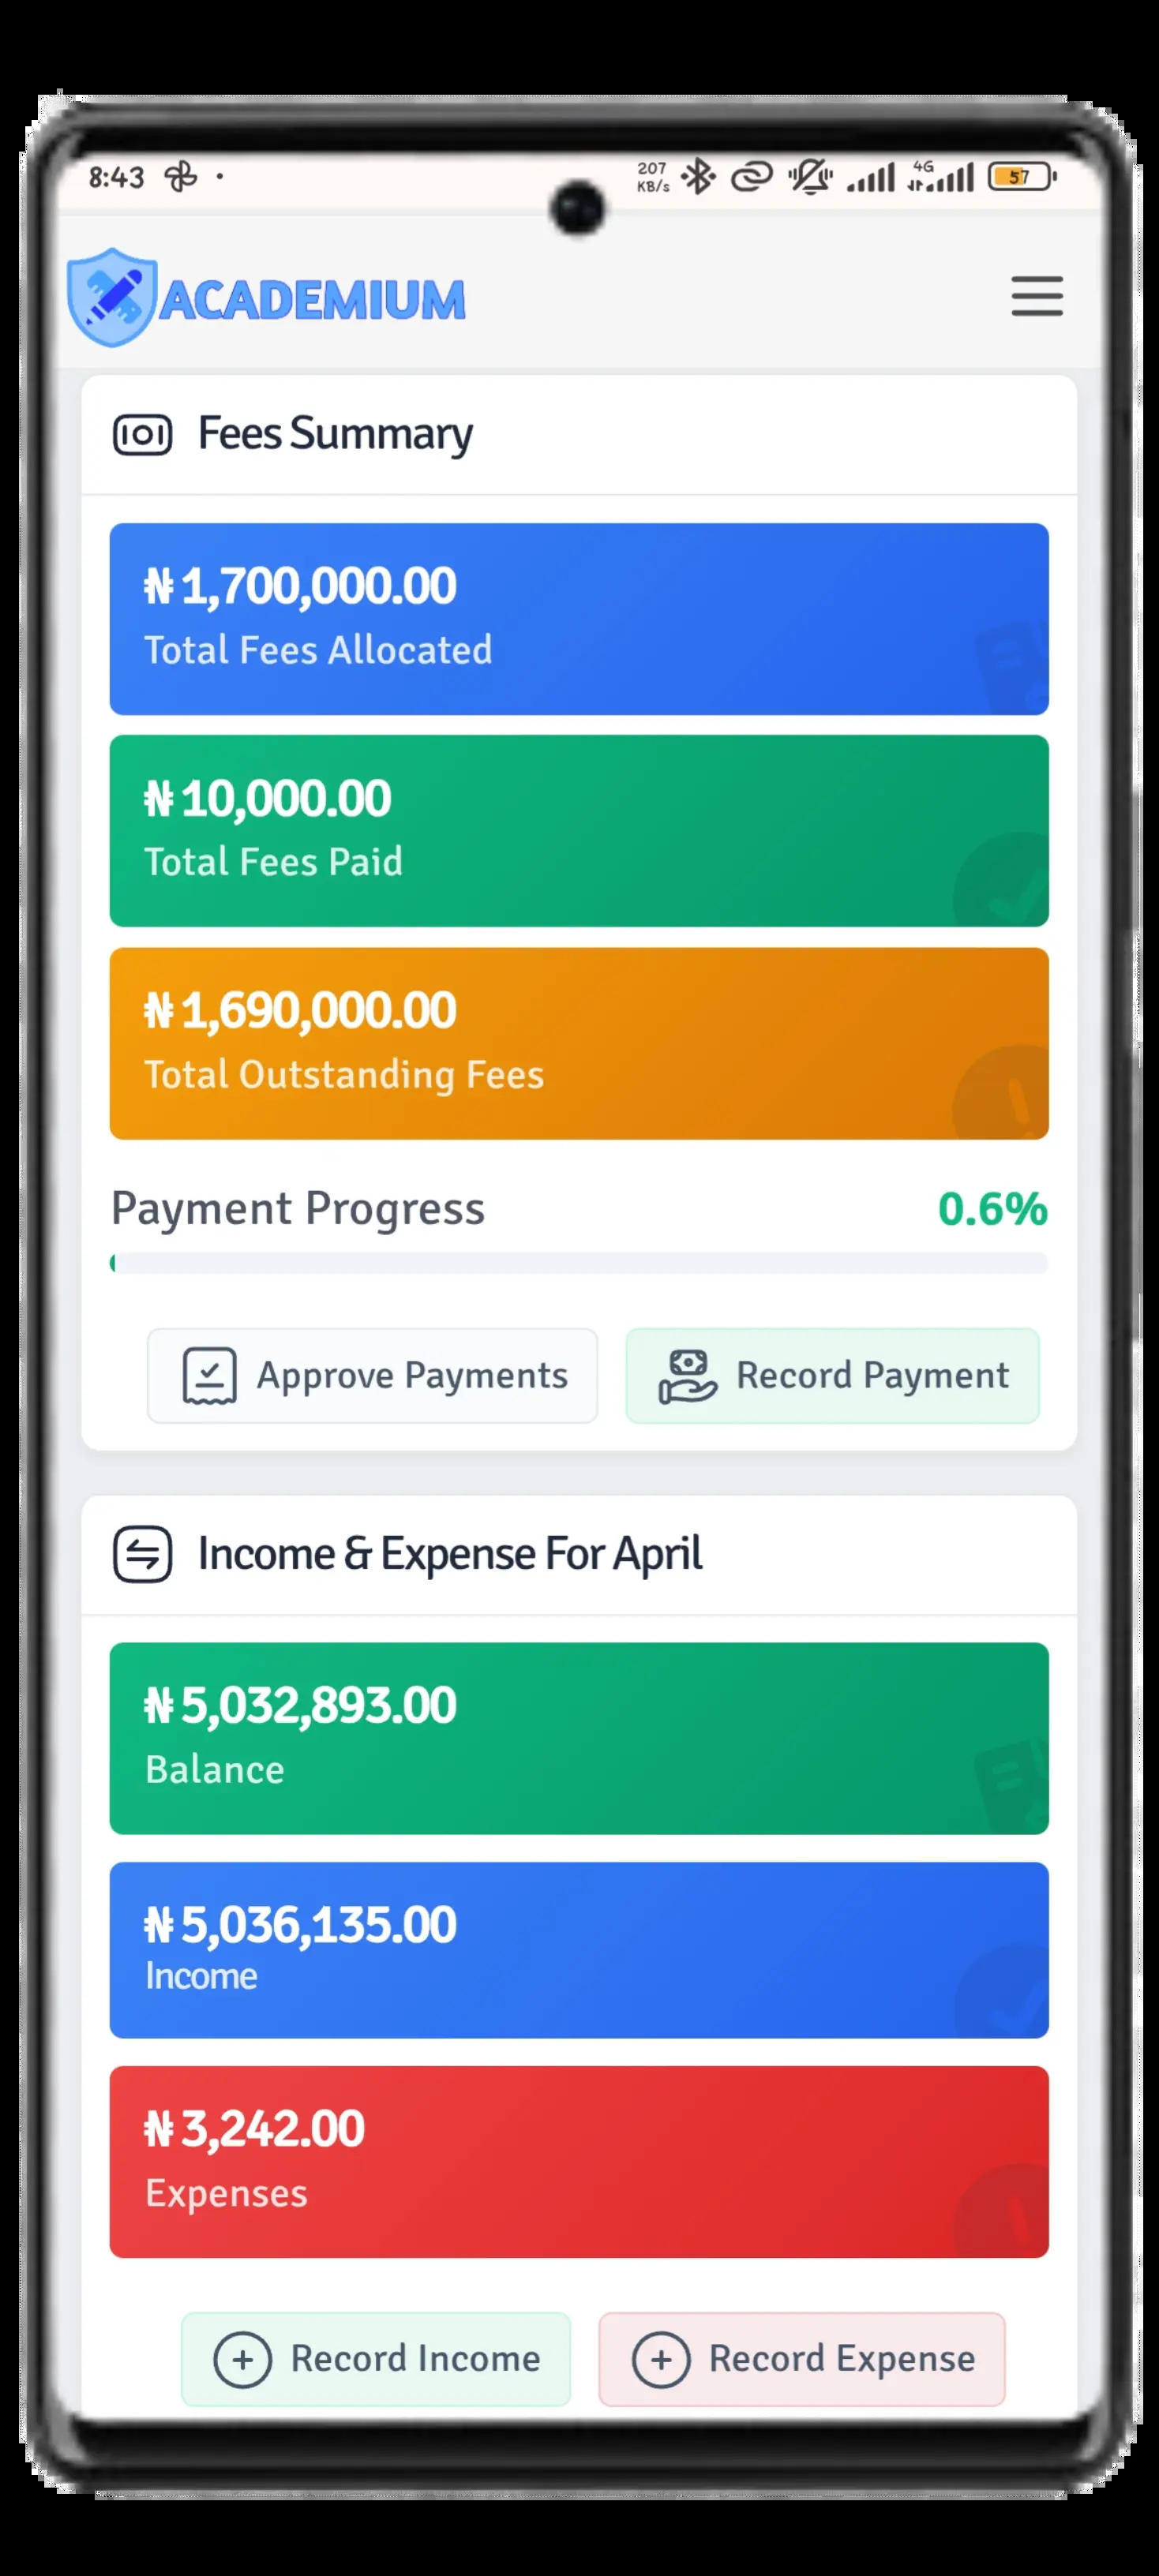 8:43
207
KB/s
4G
57
ACADEMIUM
Fees Summary
₦ 1,700,000.00
Total Fees Allocated
₦ 10,000.00
Total Fees Paid
₦ 1,690,000.00
Total Outstanding Fees
Payment Progress 0.6%
Approve Payments Record Payment
Income & Expense For April
₦ 5,032,893.00
Balance
₦ 5,036,135.00
Income
₦ 3,242.00
Expenses
Record Income Record Expense